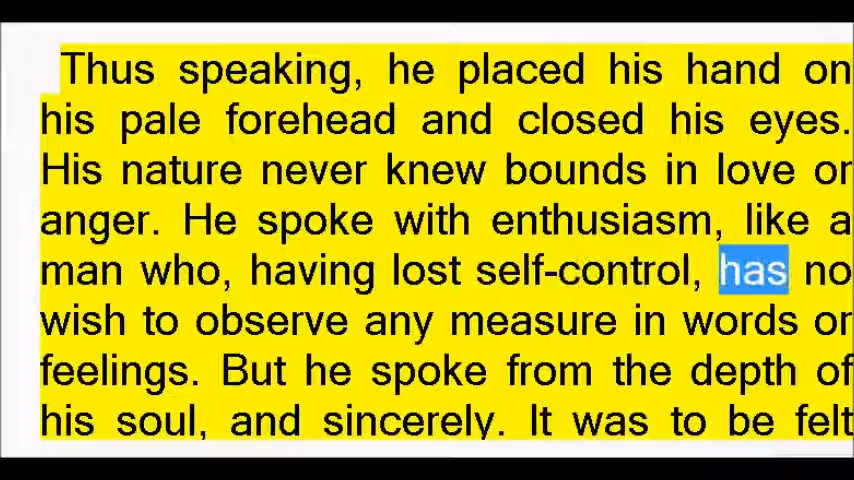 Thus speaking, he placed his hand on
his pale forehead and closed his eyes.
His nature never knew bounds in love or
anger. He spoke with enthusiasm, like a
man who, having lost self-control, has no
wish to observe any measure in words or
feelings. But he spoke from the depth of
his soul, and sincerely. It was to be felt